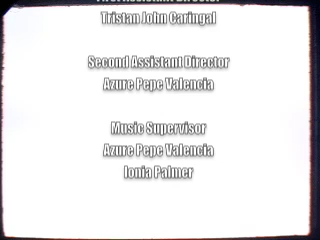 Tristan John Caringal
Second Assistant Director
Azure Pepe Valencia
Music Supervisor
Azure Pepe Valencia
Ionia Palmer